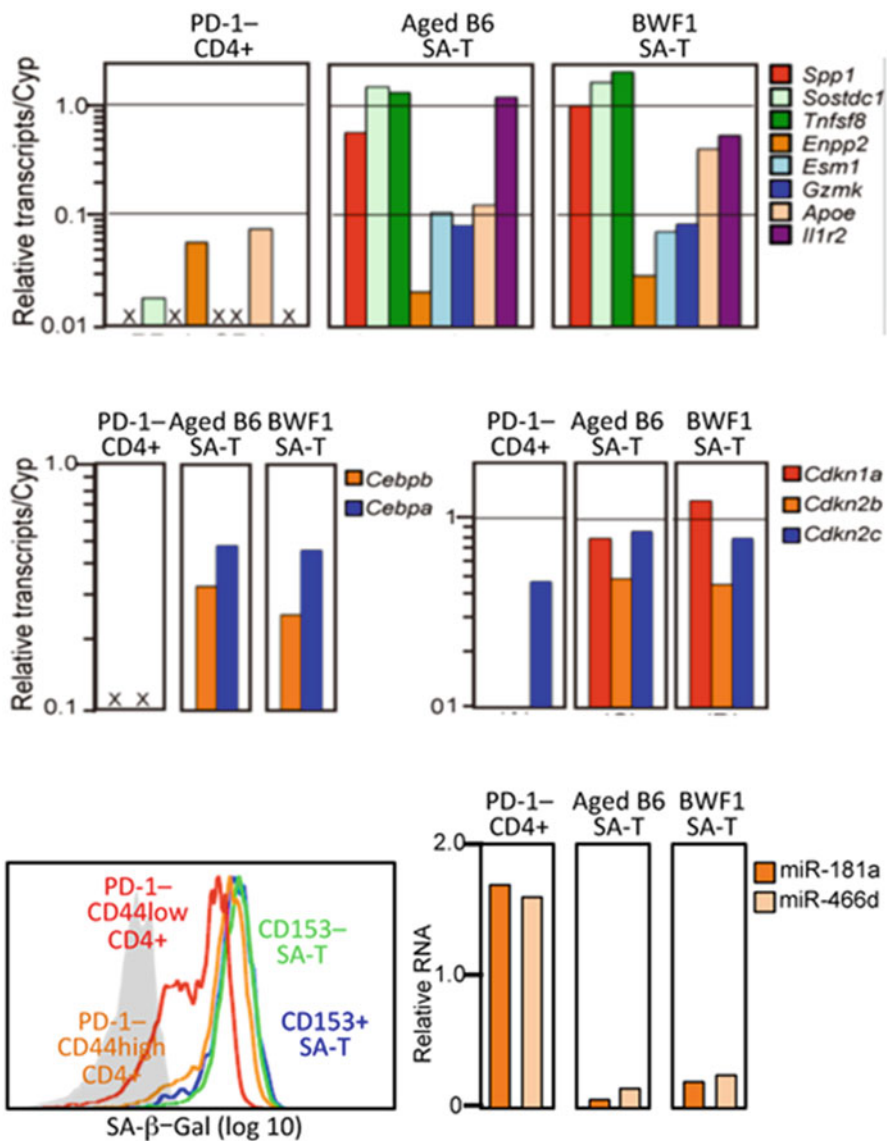 PD-1–
CD4+
Aged B6
SA-T
BWF1
SA-T
Relative transcripts/Cyp
1.0
0.1
0.01
X
X
X
X
X
Spp1
Sostdc1
Tnfsf8
Enpp2
Esm1
Gzmk
Apoe
Il1r2
PD-1–
CD4+
Aged B6
SA-T
BWF1
SA-T
Relative transcripts/Cyp
1.0
0.1
X X
Cebpb
Cebpa
PD-1–
CD4+
Aged B6
SA-T
BWF1
SA-T
1
01
Cdkn1a
Cdkn2b
Cdkn2c
PD-1–
CD44low
CD4+
CD153–
SA-T
PD-1–
CD44high
CD4+
CD153+
SA-T
SA-β–Gal (log 10)
PD-1–
CD4+
Aged B6
SA-T
BWF1
SA-T
Relative RNA
2.0
1.0
0
miR-181a
miR-466d